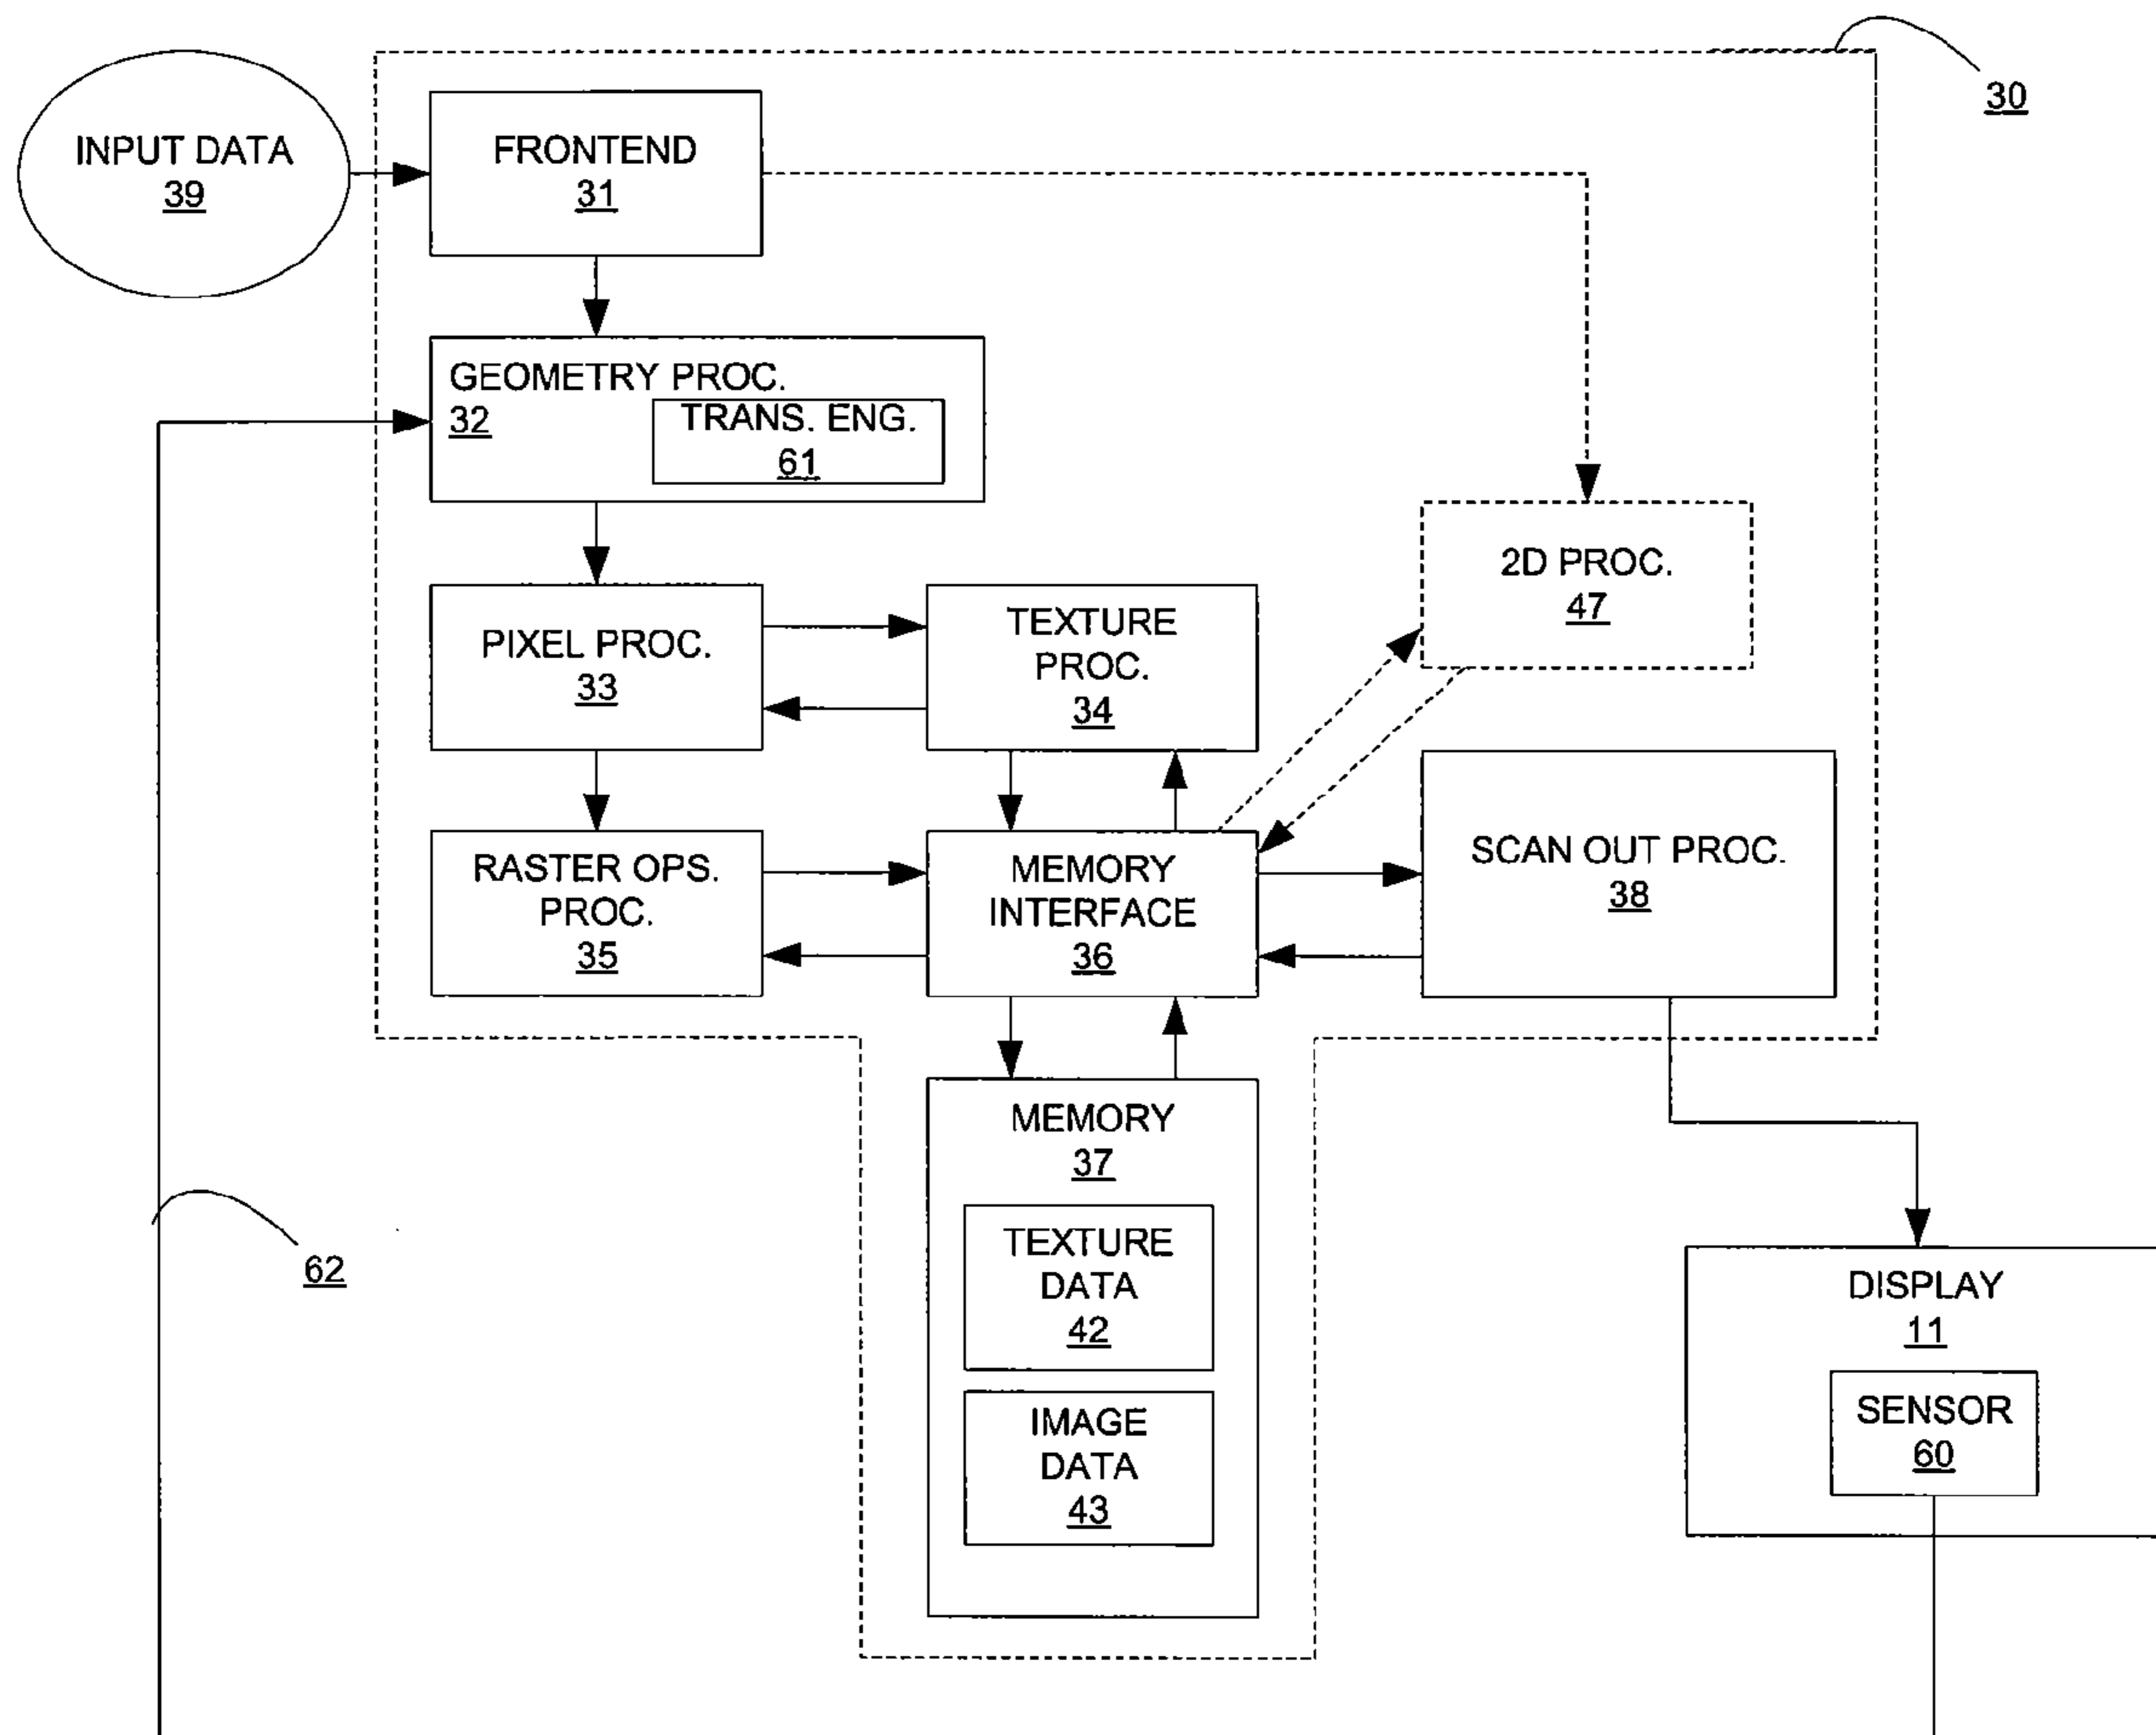 30
INPUT DATA
39
FRONTEND
31
GEOMETRY PROC.
32
TRANS. ENG.
61
2D PROC.
47
PIXEL PROC.
33
TEXTURE
PROC.
34
RASTER OPS.
PROC.
35
MEMORY
INTERFACE
36
SCAN OUT PROC.
38
MEMORY
37
TEXTURE
DATA
42
IMAGE
DATA
43
62
DISPLAY
11
SENSOR
60